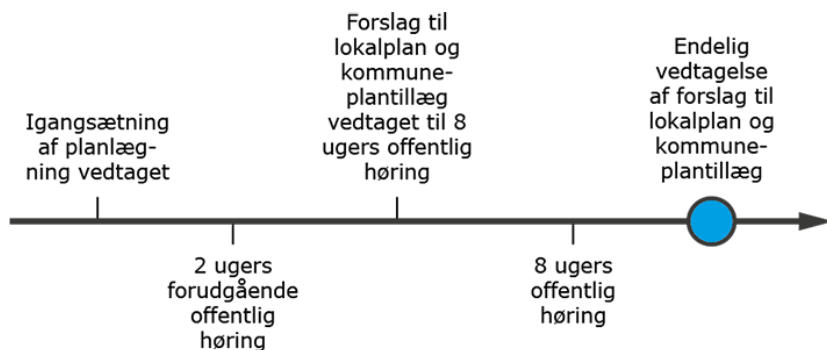 Igangsætning
af planlæg-
ning vedtaget
2 ugers
forudgående
offentlig
høring
Forslag til
lokalplan og
kommune-
plantillæg
vedtaget til 8
ugers offentlig
høring
8 ugers
offentlig
høring
Endelig
vedtagelse
af forslag til
lokalplan og
kommune-
plantillæg